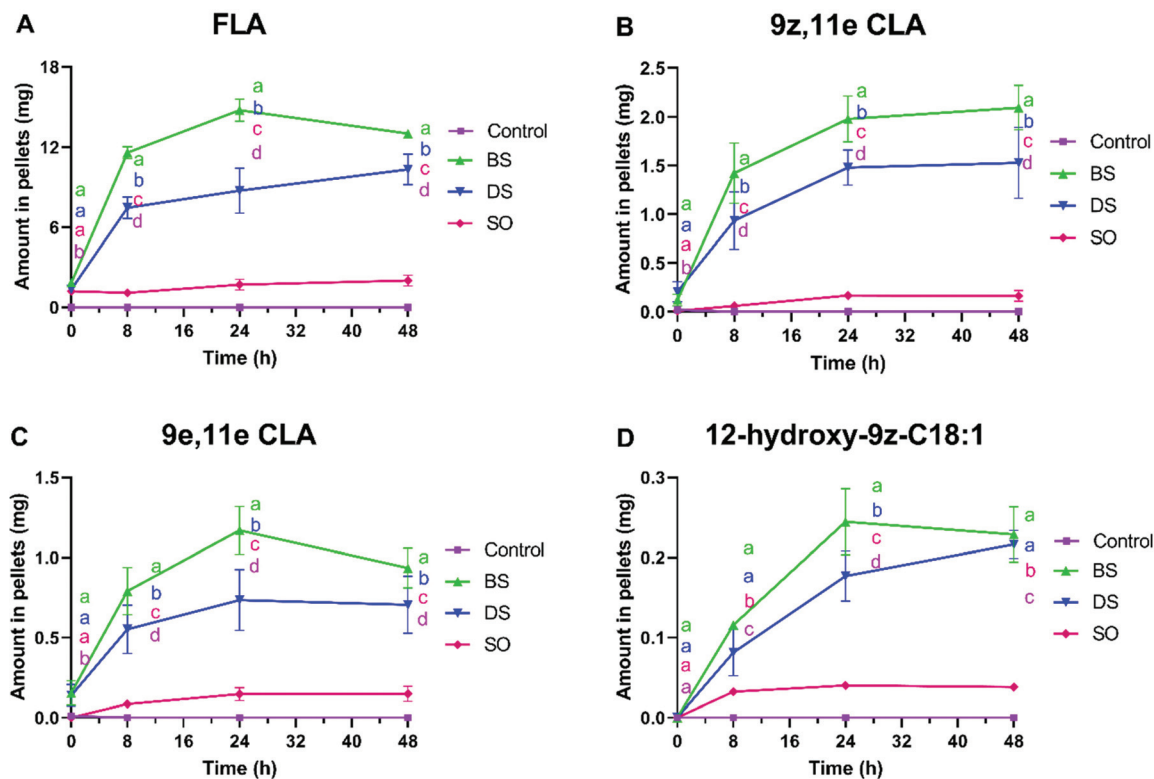 A
FLA
Amount in pellets (mg)
18
12
6
0
a
a
a
b
a
b
c
d
a
b
c
d
a
b
c
d
0 8 16 24 32 40 48
Time (h)
Control
BS
DS
SO
B
9z,11e CLA
Amount in pellets (mg)
2.5
2.0
1.5
1.0
0.5
0.0
a
a
a
b
a
b
c
d
a
b
c
d
a
b
c
d
0 8 16 24 32 40 48
Time (h)
Control
BS
DS
SO
C
9e,11e CLA
Amount in pellets (mg)
1.5
1.0
0.5
0.0
a
a
a
b
a
b
c
d
a
b
c
d
a
b
c
d
0 8 16 24 32 40 48
Time (h)
Control
BS
DS
SO
D
12-hydroxy-9z-C18:1
Amount in pellets (mg)
0.3
0.2
0.1
0.0
a
a
a
a
a
a
b
c
a
b
c
d
a
a
b
c
0 8 16 24 32 40 48
Time (h)
Control
BS
DS
SO